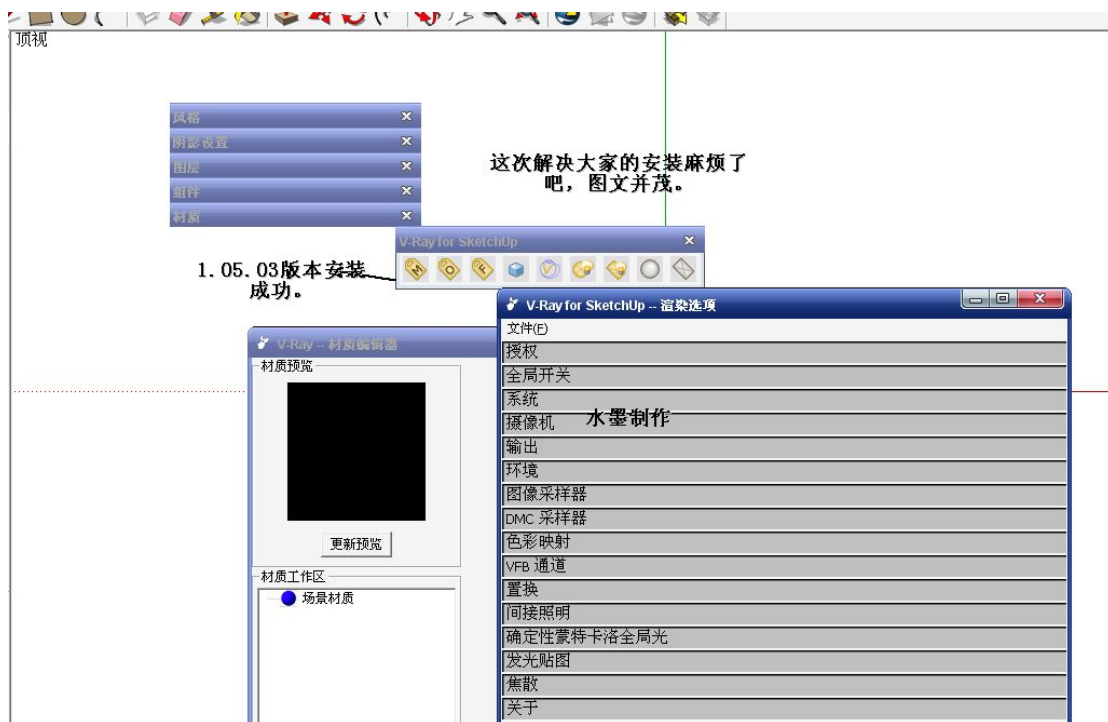 顶视
风格
阴影设置
图层
组件
材质
这次解决大家的安装麻烦了
吧，图文并茂。
V-Ray for SketchUp
1.05.03版本安装
成功。
V-Ray for SketchUp -- 渲染选项
文件(F)
授权
全局开关
系统
摄像机
水墨制作
输出
环境
图像采样器
DMC 采样器
色彩映射
VFB 通道
置换
间接照明
确定性蒙特卡洛全局光
发光贴图
焦散
关于
V-Ray -- 材质编辑器
材质预览
更新预览
材质工作区
场景材质